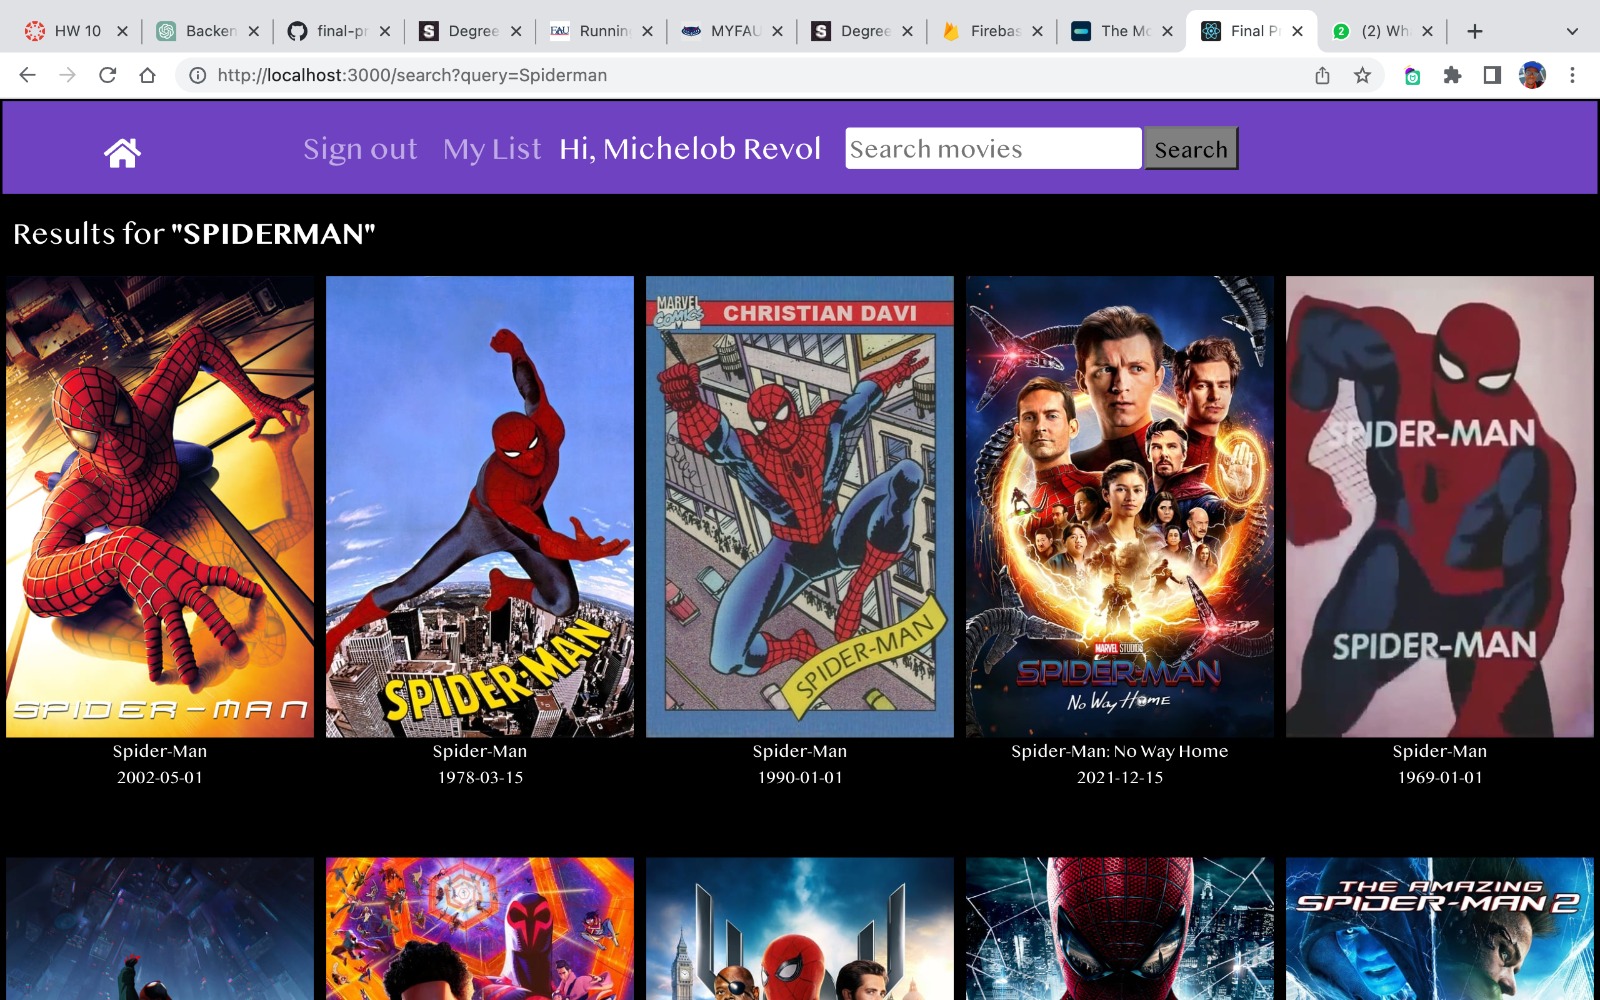 HW 10
Backen
final-pr
Degree
Running
MYFAU
Degree
Firebas
The Mo
Final Pr
(2) Wha
http://localhost:3000/search?query=Spiderman
Sign out
My List
Hi, Michelob Revol
Search movies
Search
Results for "SPIDERMAN"
SPIDER-MAN
SPIDER-MAN
MARVEL
COMICS
CHRISTIAN DAVI
SPIDER-MAN
MARVEL STUDIOS
SPIDER-MAN
No Way Home
SPIDER-MAN
SPIDER-MAN
Spider-Man
2002-05-01
Spider-Man
1978-03-15
Spider-Man
1990-01-01
Spider-Man: No Way Home
2021-12-15
Spider-Man
1969-01-01
THE AMAZING
SPIDER-MAN 2